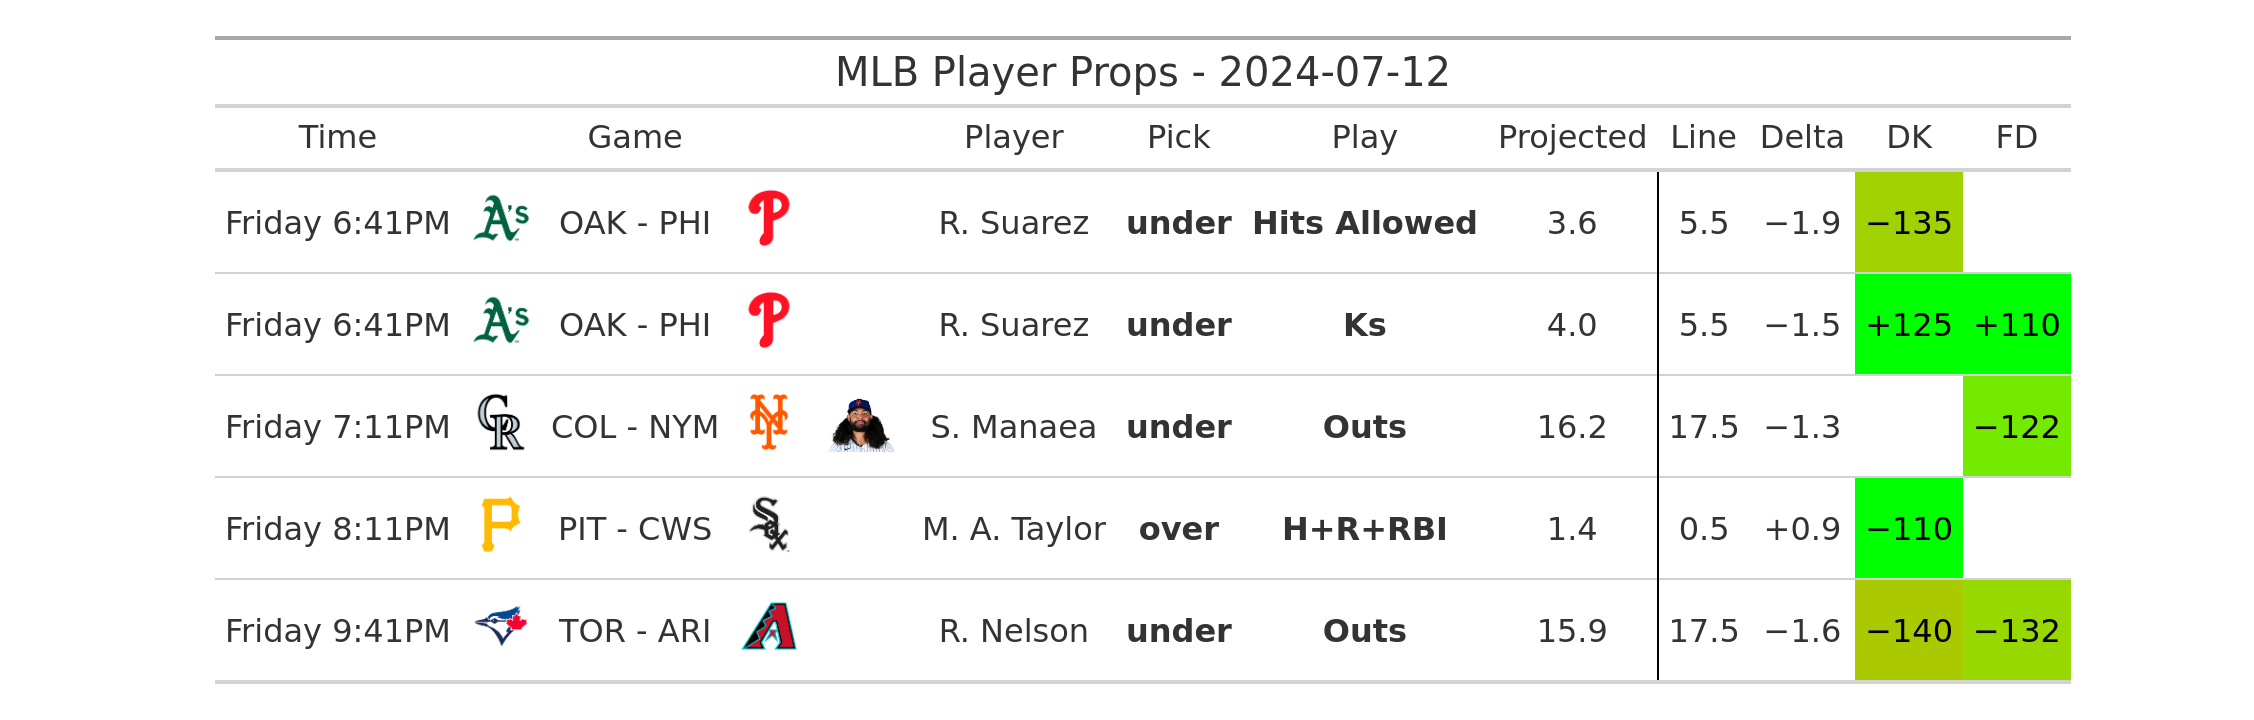 MLB Player Props - 2024-07-12
Time Game Player Pick Play Projected Line Delta DK FD
Friday 6:41PM A's OAK - PHI P R. Suarez under Hits Allowed 3.6 5.5 −1.9 −135
Friday 6:41PM A's OAK - PHI P R. Suarez under Ks 4.0 5.5 −1.5 +125 +110
Friday 7:11PM CR COL - NYM NY S. Manaea under Outs 16.2 17.5 −1.3 −122
Friday 8:11PM P PIT - CWS Sox M. A. Taylor over H+R+RBI 1.4 0.5 +0.9 −110
Friday 9:41PM TOR - ARI A R. Nelson under Outs 15.9 17.5 −1.6 −140 −132